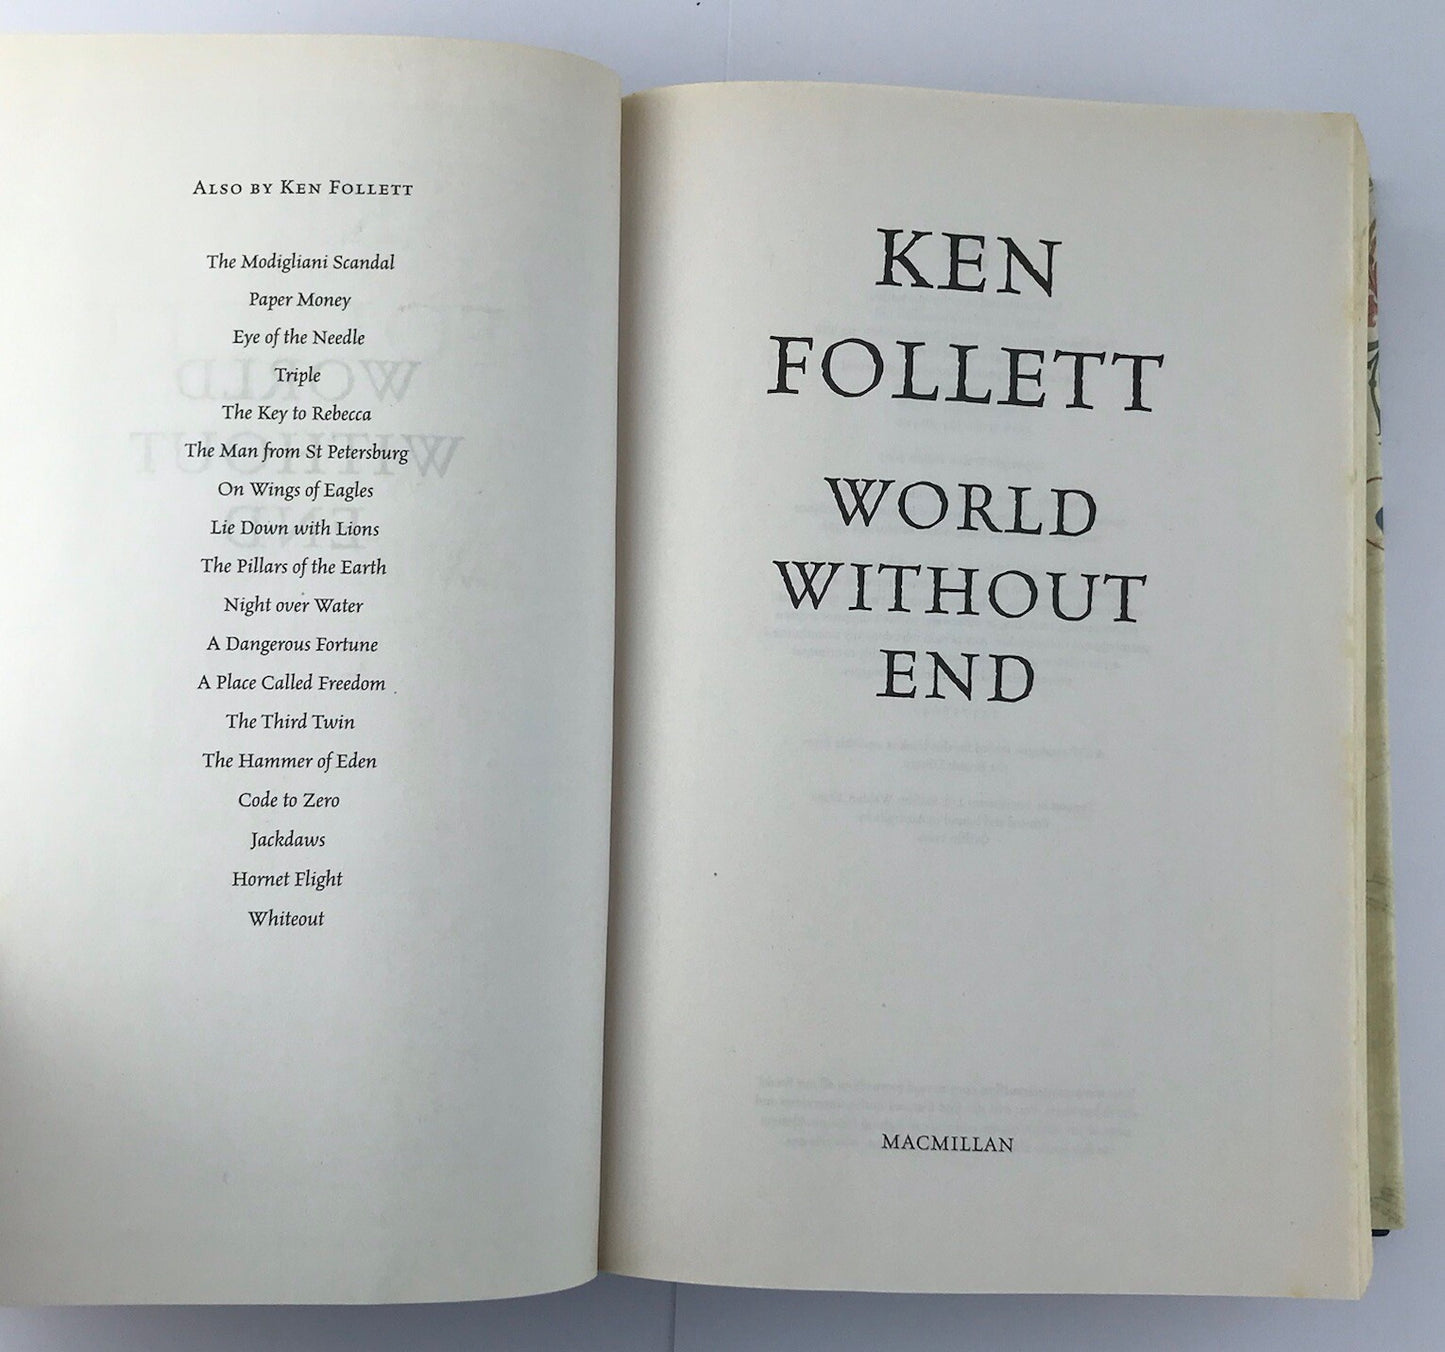 ALSO BY KEN FOLLETT
The Modigliani Scandal
Paper Money
Eye of the Needle
Triple
The Key to Rebecca
The Man from St Petersburg
On Wings of Eagles
Lie Down with Lions
The Pillars of the Earth
Night over Water
A Dangerous Fortune
A Place Called Freedom
The Third Twin
The Hammer of Eden
Code to Zero
Jackdaws
Hornet Flight
Whiteout
KEN
FOLLETT
WORLD
WITHOUT
END
MACMILLAN